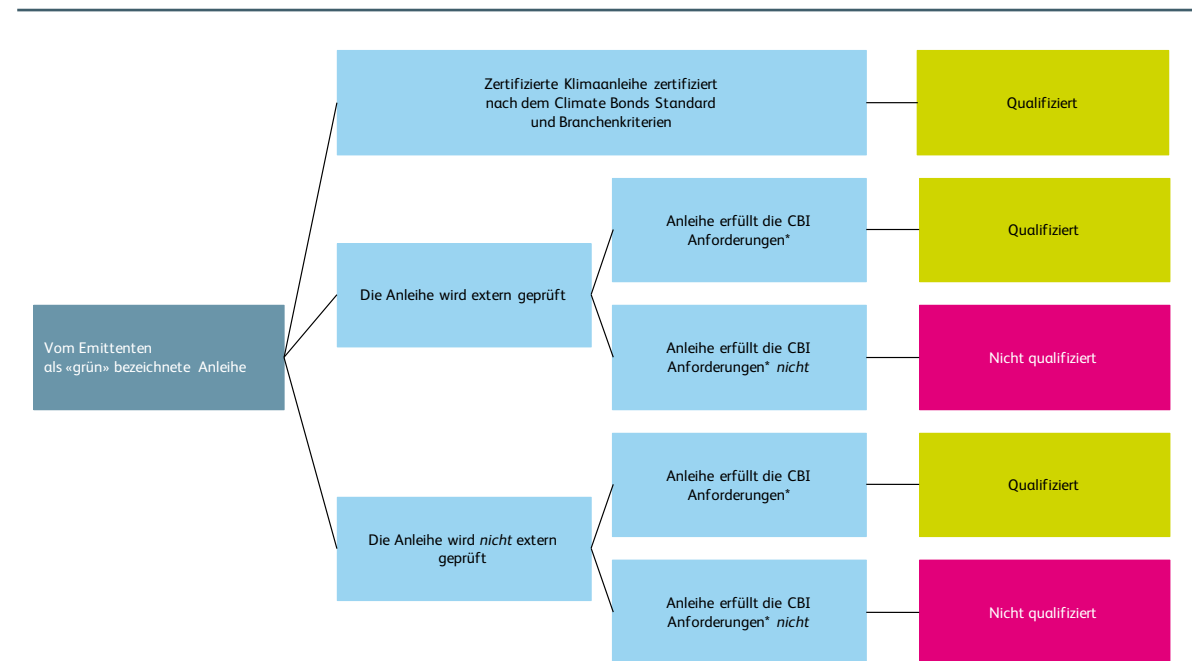 Zertifizierte Klimaanleihe zertifiziert
nach dem Climate Bonds Standard
und Branchenkriterien
Qualifiziert
Anleihe erfüllt die CBI
Anforderungen*
Qualifiziert
Die Anleihe wird extern geprüft
Vom Emittenten
als «grün» bezeichnete Anleihe
Anleihe erfüllt die CBI
Anforderungen* nicht
Nicht qualifiziert
Anleihe erfüllt die CBI
Anforderungen*
Qualifiziert
Die Anleihe wird nicht extern
geprüft
Anleihe erfüllt die CBI
Anforderungen* nicht
Nicht qualifiziert